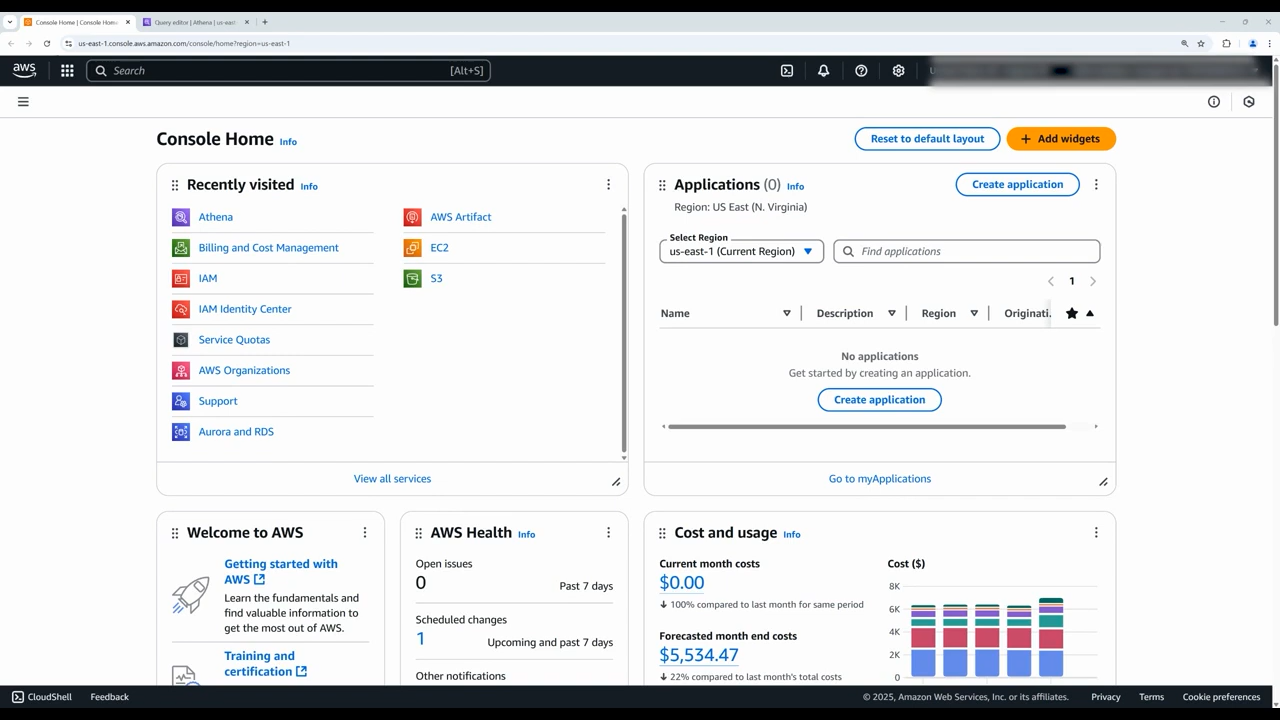 Console Home | Console Home
Query editor | Athena | us-east
us-east-1.console.aws.amazon.com/console/home?region=us-east-1
aws
Search
[Alt+S]
Console Home Info
Reset to default layout
Add widgets
Recently visited Info
Athena
Billing and Cost Management
IAM
IAM Identity Center
Service Quotas
AWS Organizations
Support
Aurora and RDS
AWS Artifact
EC2
S3
View all services
Applications (0) Info
Region: US East (N. Virginia)
Create application
Select Region
us-east-1 (Current Region)
Find applications
1
Name
Description
Region
Originati.
No applications
Get started by creating an application.
Create application
Go to myApplications
Welcome to AWS
Getting started with
AWS
Learn the fundamentals and
find valuable information to
get the most out of AWS.
Training and
certification
AWS Health Info
Open issues
0
Past 7 days
Scheduled changes
1
Upcoming and past 7 days
Other notifications
Cost and usage Info
Current month costs
$0.00
100% compared to last month for same period
Forecasted month end costs
$5,534.47
22% compared to last month's total costs
Cost ($)
8K
6K
4K
2K
0
CloudShell
Feedback
© 2025, Amazon Web Services, Inc. or its affiliates.
Privacy
Terms
Cookie preferences